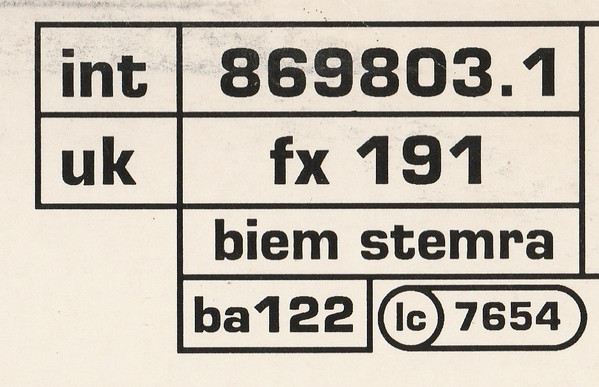 int 869803.1
uk fx 191
biem stemra
ba122 lc 7654